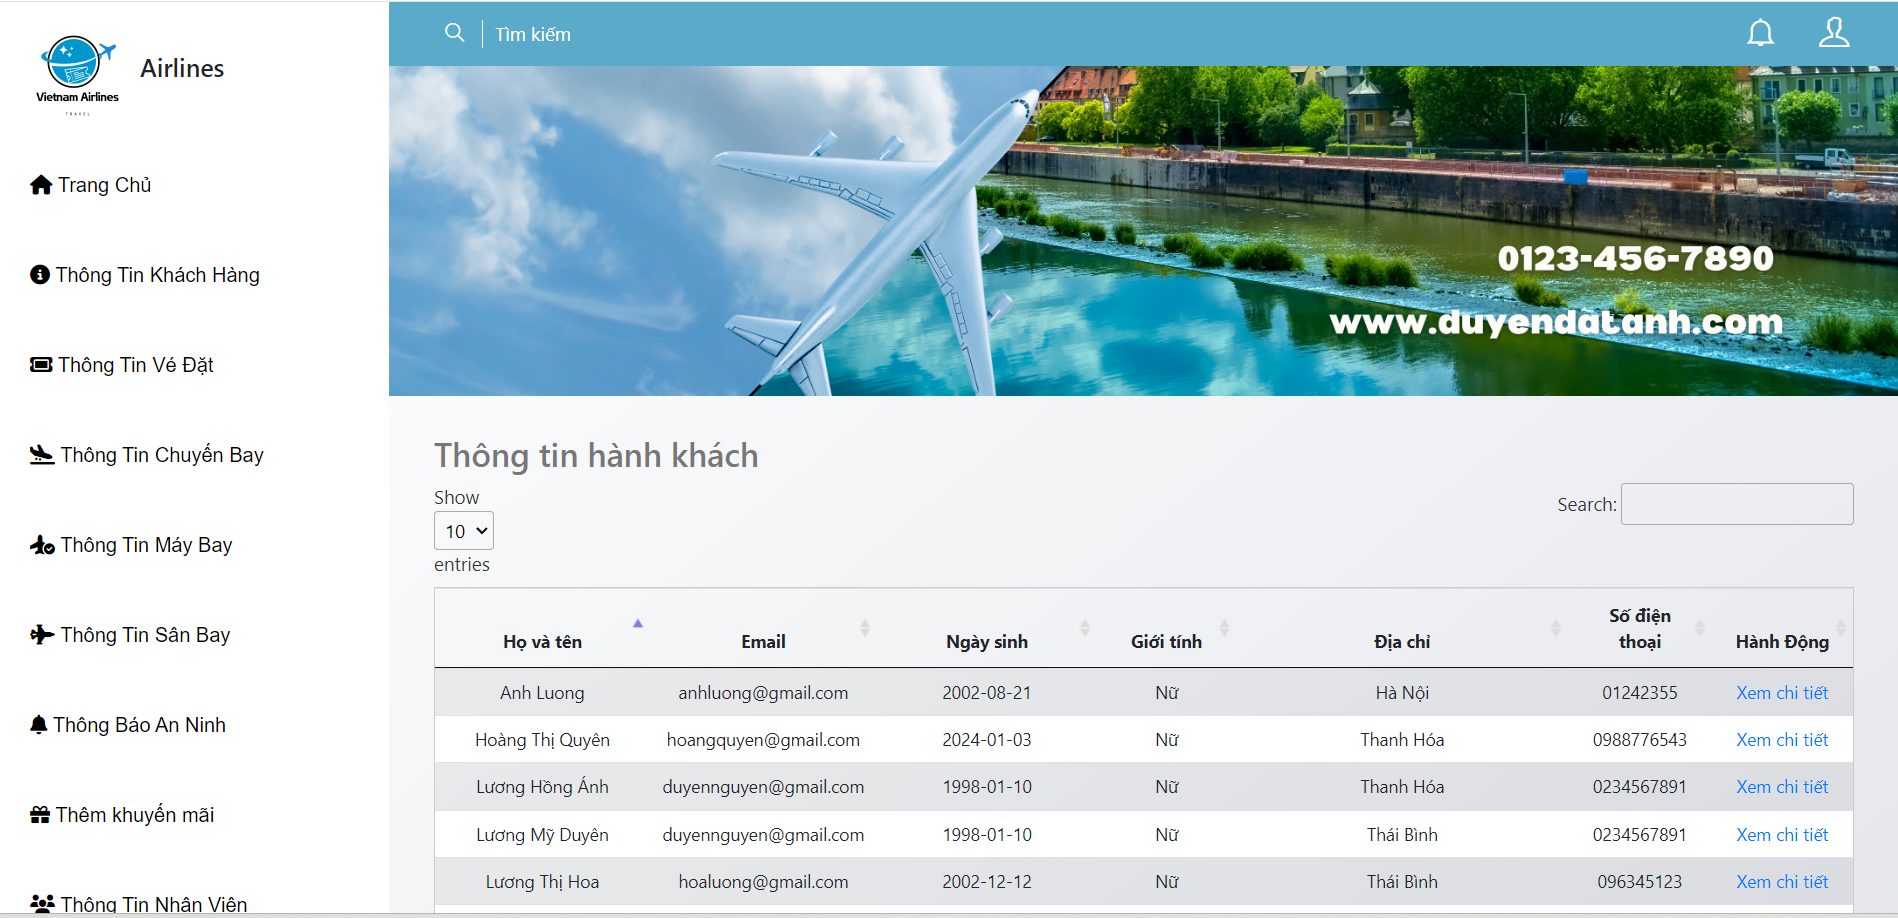 Vietnam Airlines
TRAVEL
Airlines
Tìm kiếm
Trang Chủ
Thông Tin Khách Hàng
Thông Tin Vé Đặt
Thông Tin Chuyến Bay
Thông Tin Máy Bay
Thông Tin Sân Bay
Thông Báo An Ninh
Thêm khuyến mãi
Thông Tin Nhân Viên
0123-456-7890
www.duyendatanh.com
Thông tin hành khách
Show
10
entries
Search:
Họ và tên Email Ngày sinh Giới tính Địa chỉ Số điện thoại Hành Động
Anh Luong anhluong@gmail.com 2002-08-21 Nữ Hà Nội 01242355 Xem chi tiết
Hoàng Thị Quyên hoangquyen@gmail.com 2024-01-03 Nữ Thanh Hóa 0988776543 Xem chi tiết
Lương Hồng Ánh duyennguyen@gmail.com 1998-01-10 Nữ Thanh Hóa 0234567891 Xem chi tiết
Lương Mỹ Duyên duyennguyen@gmail.com 1998-01-10 Nữ Thái Bình 0234567891 Xem chi tiết
Lương Thị Hoa hoaluong@gmail.com 2002-12-12 Nữ Thái Bình 096345123 Xem chi tiết